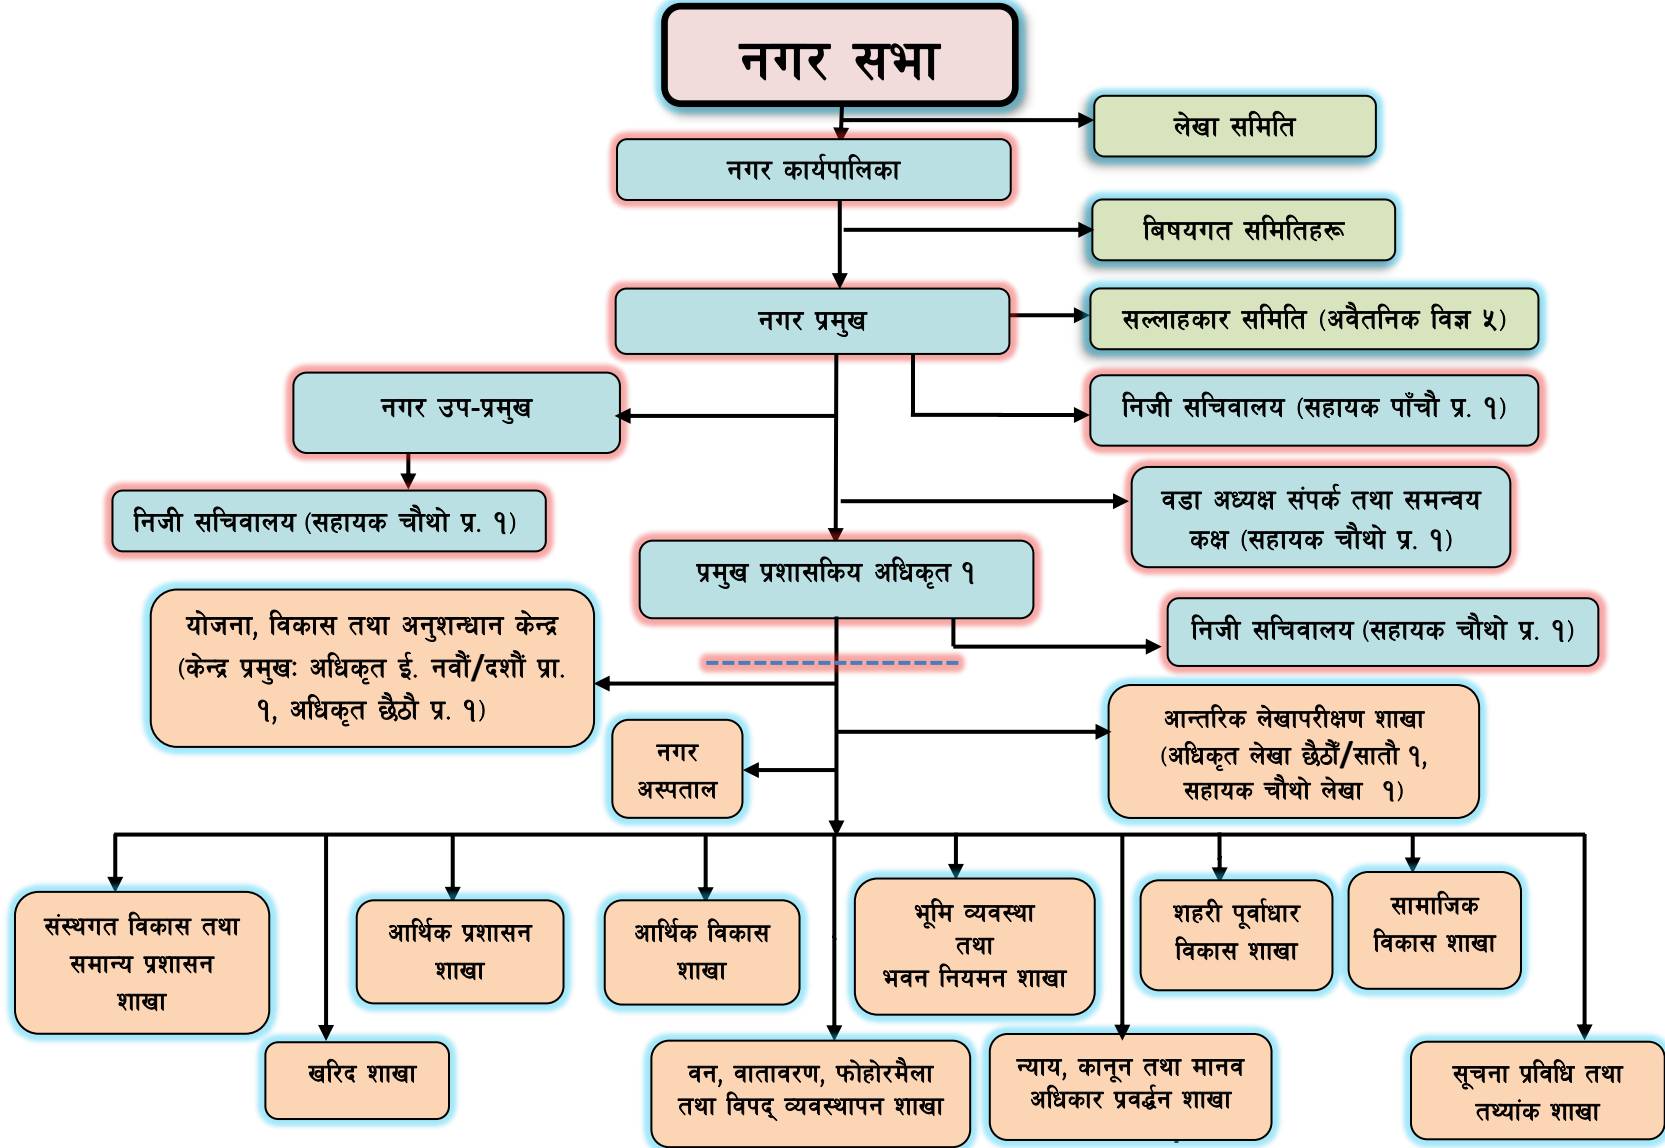 नगर सभा
लेखा समिति
नगर कार्यपालिका
बिषयगत समितिहरू
नगर प्रमुख
सल्लाहकार समिति (अवैतनिक विज्ञ ५)
नगर उप-प्रमुख
निजी सचिवालय (सहायक पाँचौ प्र. १)
निजी सचिवालय (सहायक चौथो प्र. १)
वडा अध्यक्ष संपर्क तथा समन्वय
कक्ष (सहायक चौथो प्र. १)
प्रमुख प्रशासकिय अधिकृत १
निजी सचिवालय (सहायक चौथो प्र. १)
योजना, विकास तथा अनुशन्धान केन्द्र
(केन्द्र प्रमुखः अधिकृत ई. नवौं/दशौं प्रा.
१, अधिकृत छैठौ प्र. १)
आन्तरिक लेखापरीक्षण शाखा
(अधिकृत लेखा छैठौँ/सातौ १,
सहायक चौथो लेखा १)
नगर
अस्पताल
संस्थगत विकास तथा
समान्य प्रशासन
शाखा
खरिद शाखा
आर्थिक प्रशासन
शाखा
आर्थिक विकास
शाखा
वन, वातावरण, फोहोरमैला
तथा विपद् व्यवस्थापन शाखा
भूमि व्यवस्था
तथा
भवन नियमन शाखा
न्याय, कानून तथा मानव
अधिकार प्रवर्द्धन शाखा
शहरी पूर्वाधार
विकास शाखा
सामाजिक
विकास शाखा
सूचना प्रविधि तथा
तथ्यांक शाखा